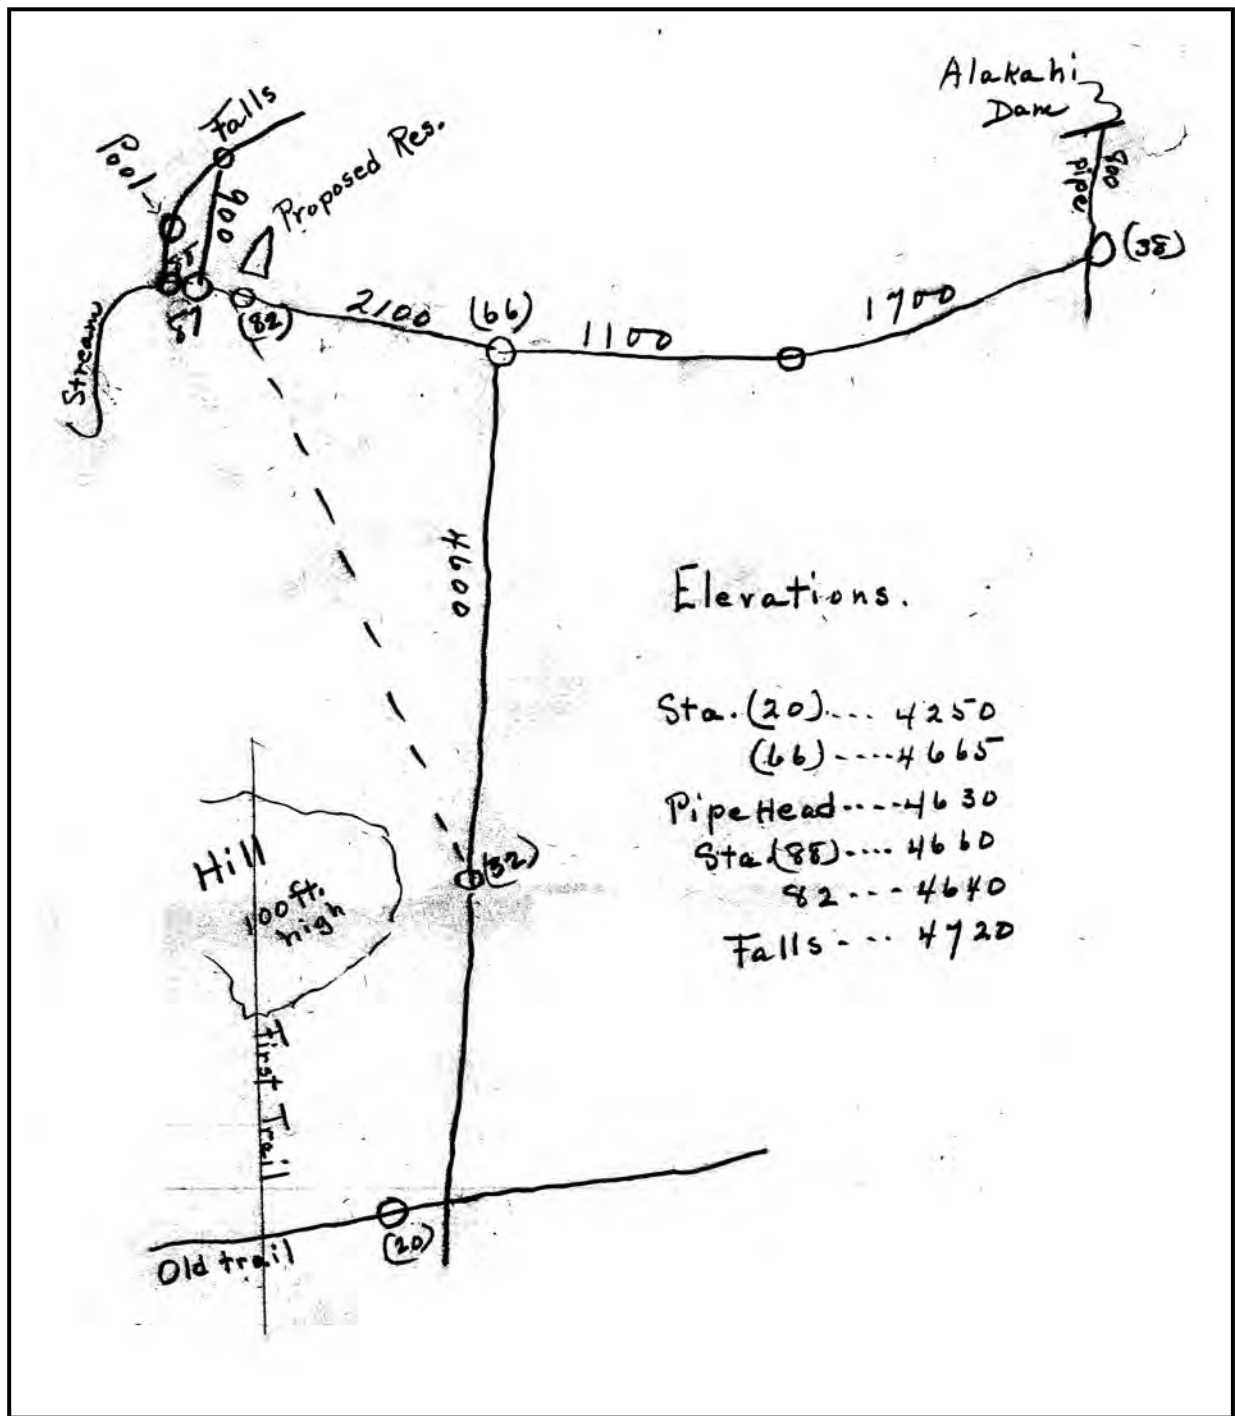 Alakahi
Dam
Falls
Pool
Proposed Res.
900
800
pipe
(38)
87
(82)
2100
(66)
1100
1700
Stream
4600
Elevations.
Sta. (20).... 4250
(66) ----4665
Pipe Head ----4630
Sta (88)---- 4660
82 --- 4640
Falls - -- 4720
Hill
100 ft.
high
(32)
First Trail
Old trail
(20)